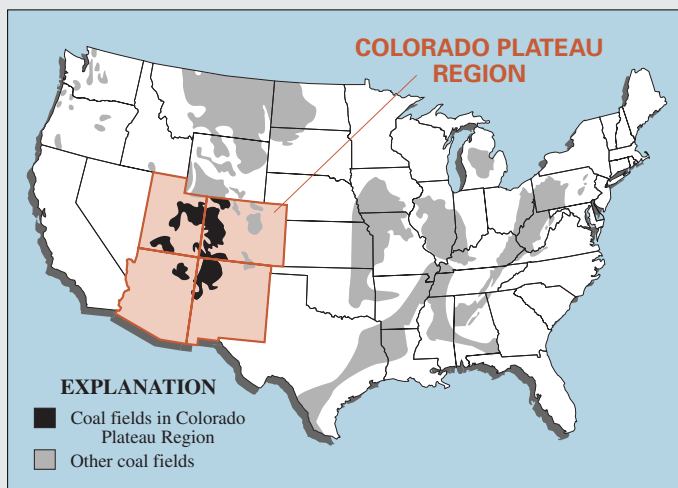 COLORADO PLATEAU
REGION
EXPLANATION
Coal fields in Colorado
Plateau Region
Other coal fields